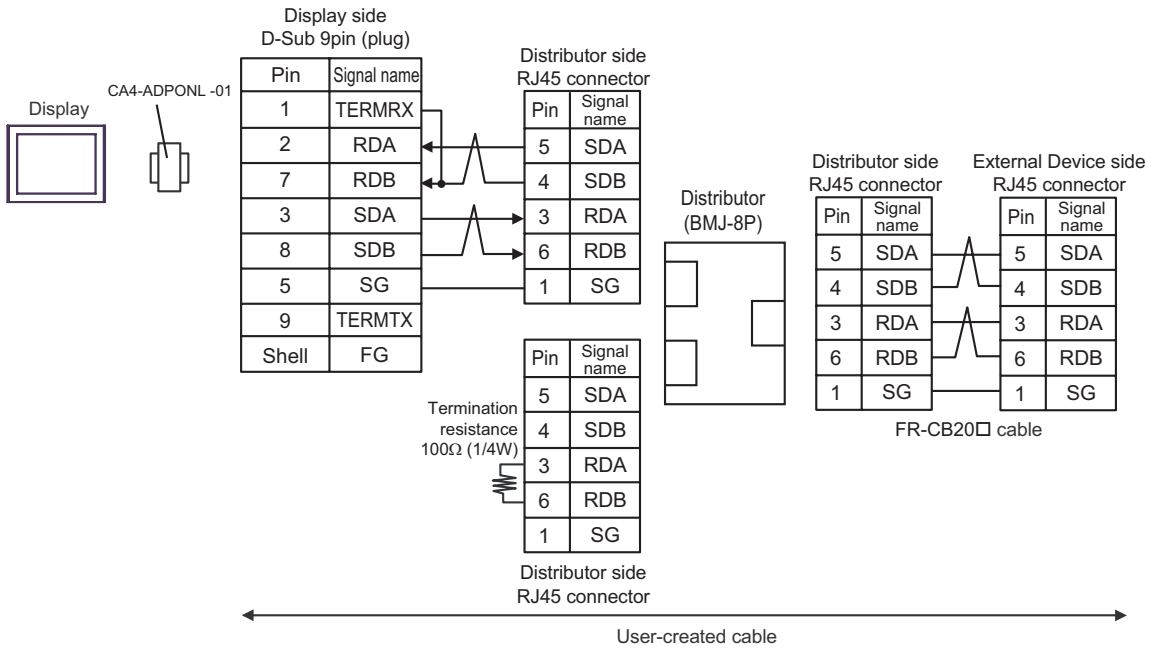 Display side
D-Sub 9pin (plug)
Display
CA4-ADPONL -01
Pin Signal name
1 TERMRX
2 RDA
7 RDB
3 SDA
8 SDB
5 SG
9 TERMTX
Shell FG
Distributor side
RJ45 connector
Pin Signal
name
5 SDA
4 SDB
3 RDA
6 RDB
1 SG
Termination
resistance
100Ω (1/4W)
Pin Signal
name
5 SDA
4 SDB
3 RDA
6 RDB
1 SG
Distributor side
RJ45 connector
Distributor
(BMJ-8P)
Distributor side
RJ45 connector
Pin Signal
name
5 SDA
4 SDB
3 RDA
6 RDB
1 SG
External Device side
RJ45 connector
Pin Signal
name
5 SDA
4 SDB
3 RDA
6 RDB
1 SG
FR-CB20□ cable
User-created cable